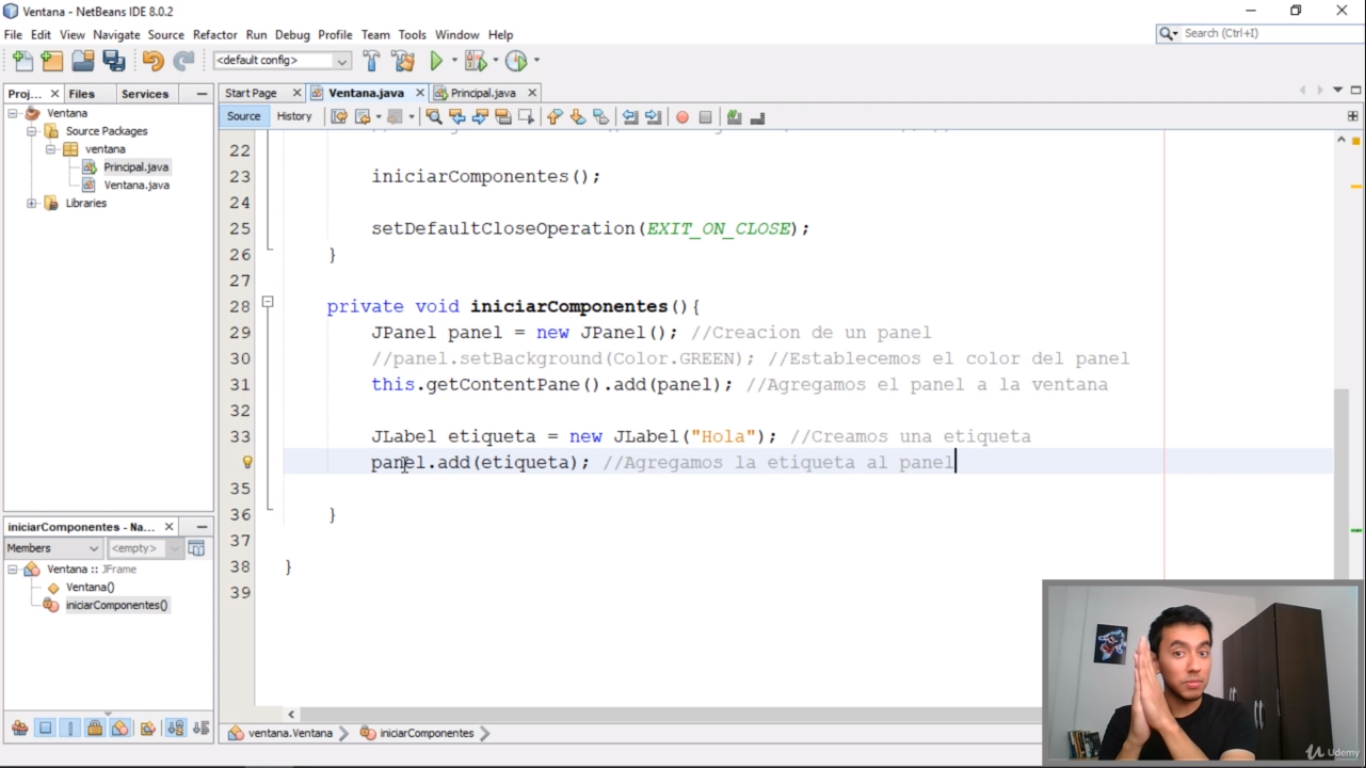 Ventana - NetBeans IDE 8.0.2
File Edit View Navigate Source Refactor Run Debug Profile Team Tools Window Help
Search (Ctrl+I)
<default config>
Proj... Files Services
Start Page Ventana.java Principal.java
Source History
Ventana
Source Packages
ventana
Principal.java
Ventana.java
Libraries
22
23 iniciarComponentes();
24
25 setDefaultCloseOperation(EXIT_ON_CLOSE);
26 }
27
28 private void iniciarComponentes(){
29 JPanel panel = new JPanel(); //Creacion de un panel
30 //panel.setBackground(Color.GREEN); //Establecemos el color del panel
31 this.getContentPane().add(panel); //Agregamos el panel a la ventana
32
33 JLabel etiqueta = new JLabel("Hola"); //Creamos una etiqueta
panel.add(etiqueta); //Agregamos la etiqueta al panel
35
36 }
37
38 }
39
iniciarComponentes - Na...
Members <empty>
Ventana :: JFrame
Ventana()
iniciarComponentes()
ventana.Ventana iniciarComponentes
Udemy